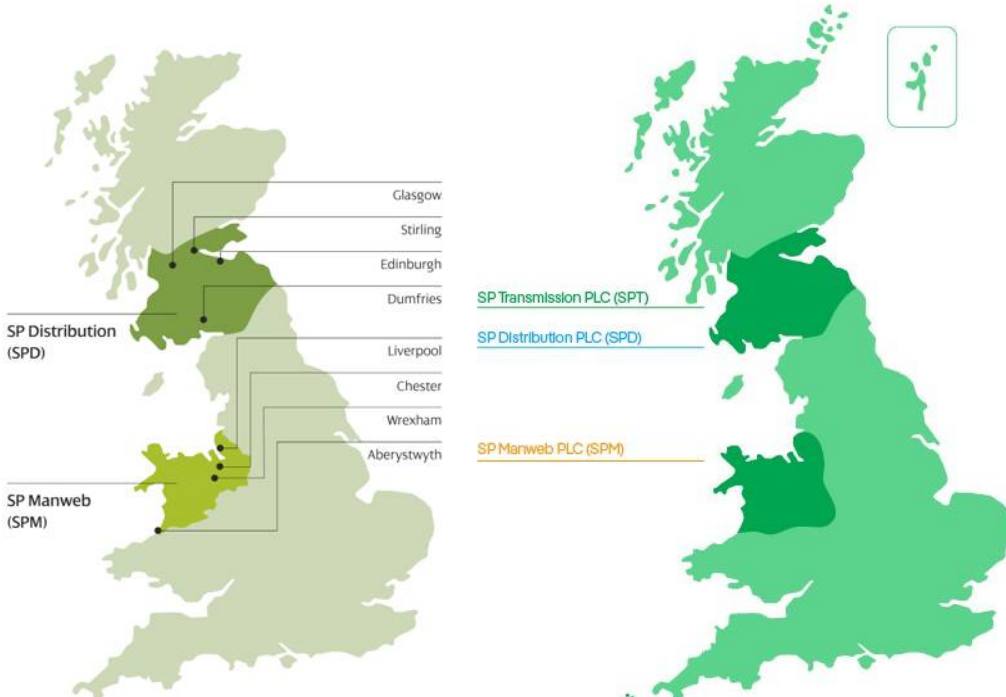 Glasgow
Stirling
Edinburgh
Dumfries
SP Distribution
(SPD)
Liverpool
Chester
Wrexham
Aberystwyth
SP Manweb
(SPM)
SP Transmission PLC (SPT)
SP Distribution PLC (SPD)
SP Manweb PLC (SPM)